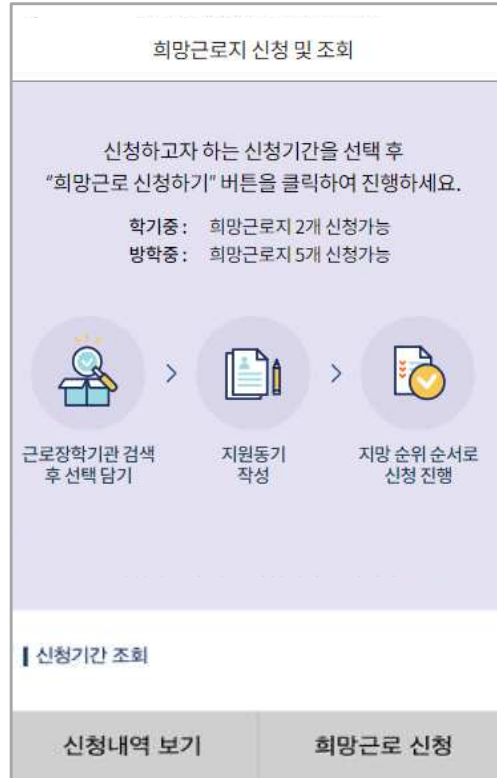 희망근로지 신청 및 조회
신청하고자 하는 신청기간을 선택 후
“희망근로 신청하기” 버튼을 클릭하여 진행하세요.
학기중 : 희망근로지 2개 신청가능
방학중 : 희망근로지 5개 신청가능
근로장학기관 검색
후 선택 담기
지원동기
작성
지망 순위 순서로
신청 진행
신청기간 조회
신청내역 보기
희망근로 신청